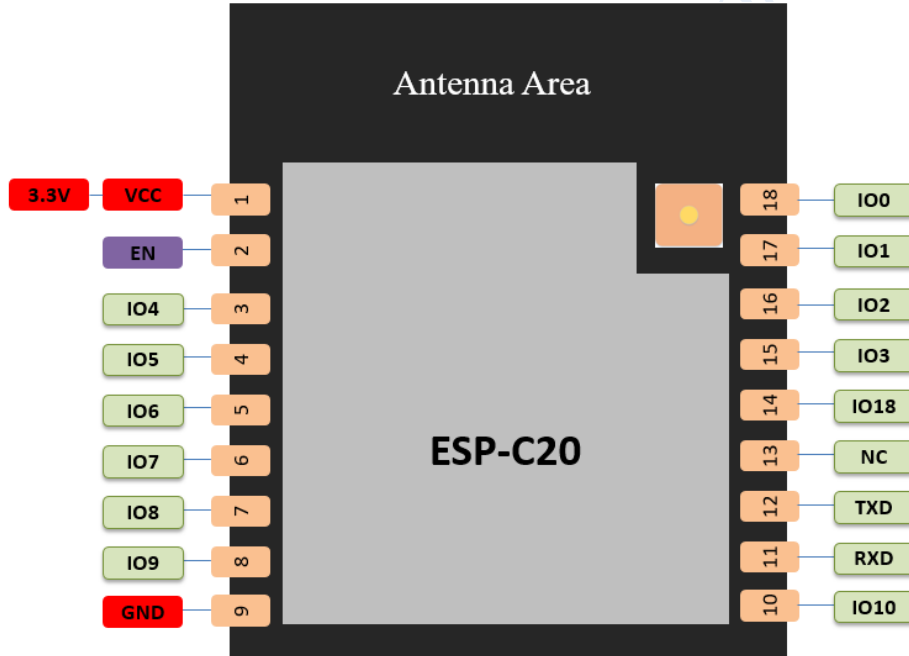 Antenna Area
3.3V VCC 1 18 IO0
EN 2 17 IO1
IO4 3 16 IO2
IO5 4 15 IO3
IO6 5 14 IO18
ESP-C20
IO7 6 13 NC
IO8 7 12 TXD
IO9 8 11 RXD
GND 9 10 IO10